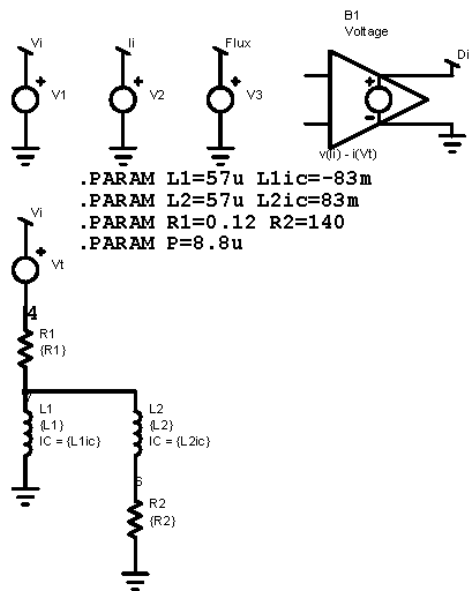 B1
Voltage
Vi
Ii
Flux
Di
V1
V2
V3
v(Ii) - i(Vt)
.PARAM L1=57u L1ic=-83m
.PARAM L2=57u L2ic=83m
.PARAM R1=0.12 R2=140
.PARAM P=8.8u
Vi
Vt
4
R1
{R1}
L1
{L1}
IC = {L1ic}
L2
{L2}
IC = {L2ic}
6
R2
{R2}